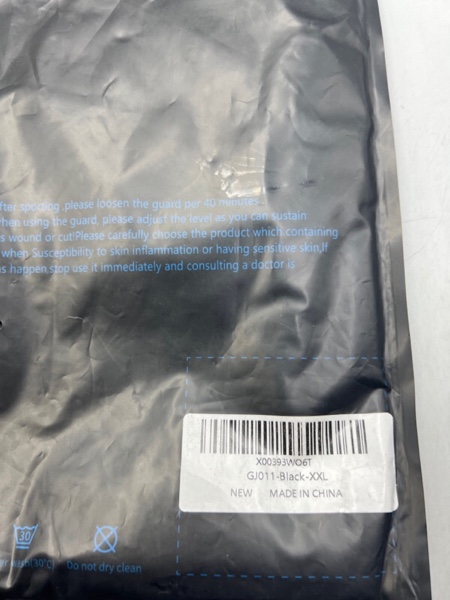 fter sporting ,please loosen the guard per 40 minutes
hen using the guard, please adjust the level as you can sustain
s wound or cut!Please carefully choose the product which containing
when Susceptibility to skin inflammation or having sensitive skin,If
s happen,stop use it immediately and consulting a doctor is
X00393WO6T
GJ011-Black-XXL
NEW MADE IN CHINA
30
wash(30°C) Do not dry clean